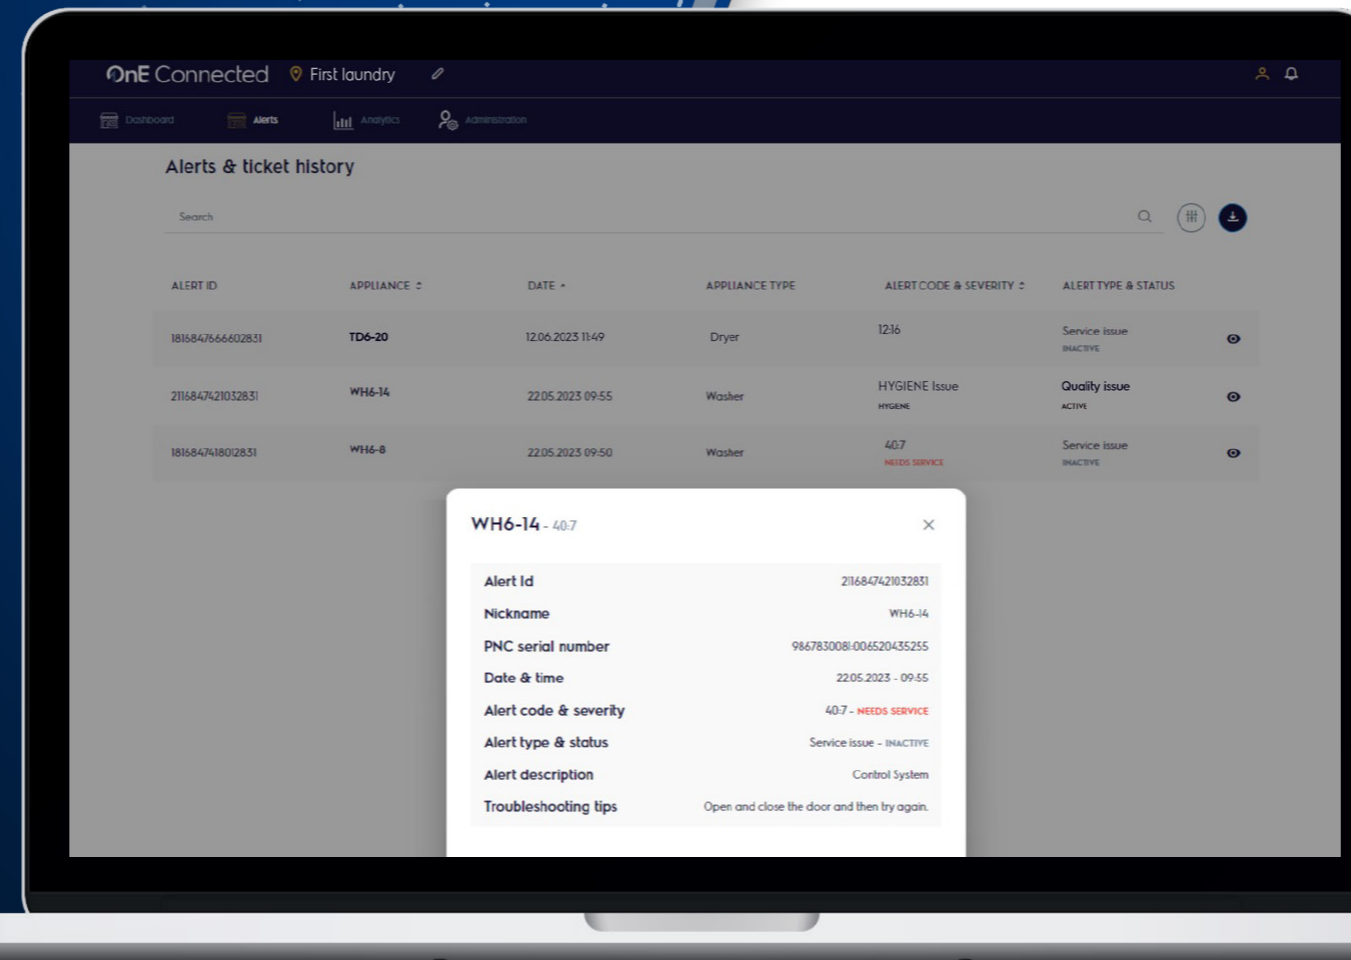 OnE Connected First laundry
Dashboard Alerts Analytics Administration
Alerts & ticket history
Search
ALERT ID APPLIANCE DATE APPLIANCE TYPE ALERT CODE & SEVERITY ALERT TYPE & STATUS
1816847666602831 TD6-20 12.06.2023 11:49 Dryer 12:16 Service issue
INACTIVE
2116847421032831 WH6-14 22.05.2023 09:55 Washer HYGIENE Issue Quality issue
HYGENE ACTIVE
1816847418012831 WH6-8 22.05.2023 09:50 Washer 40:7 Service issue
NEEDS SERVICE INACTIVE
WH6-14 - 40:7
Alert Id 2116847421032831
Nickname WH6-14
PNC serial number 9867830081:006520435255
Date & time 22.05.2023 - 09:55
Alert code & severity 40:7 - NEEDS SERVICE
Alert type & status Service issue - INACTIVE
Alert description Control System
Troubleshooting tips Open and close the door and then try again.